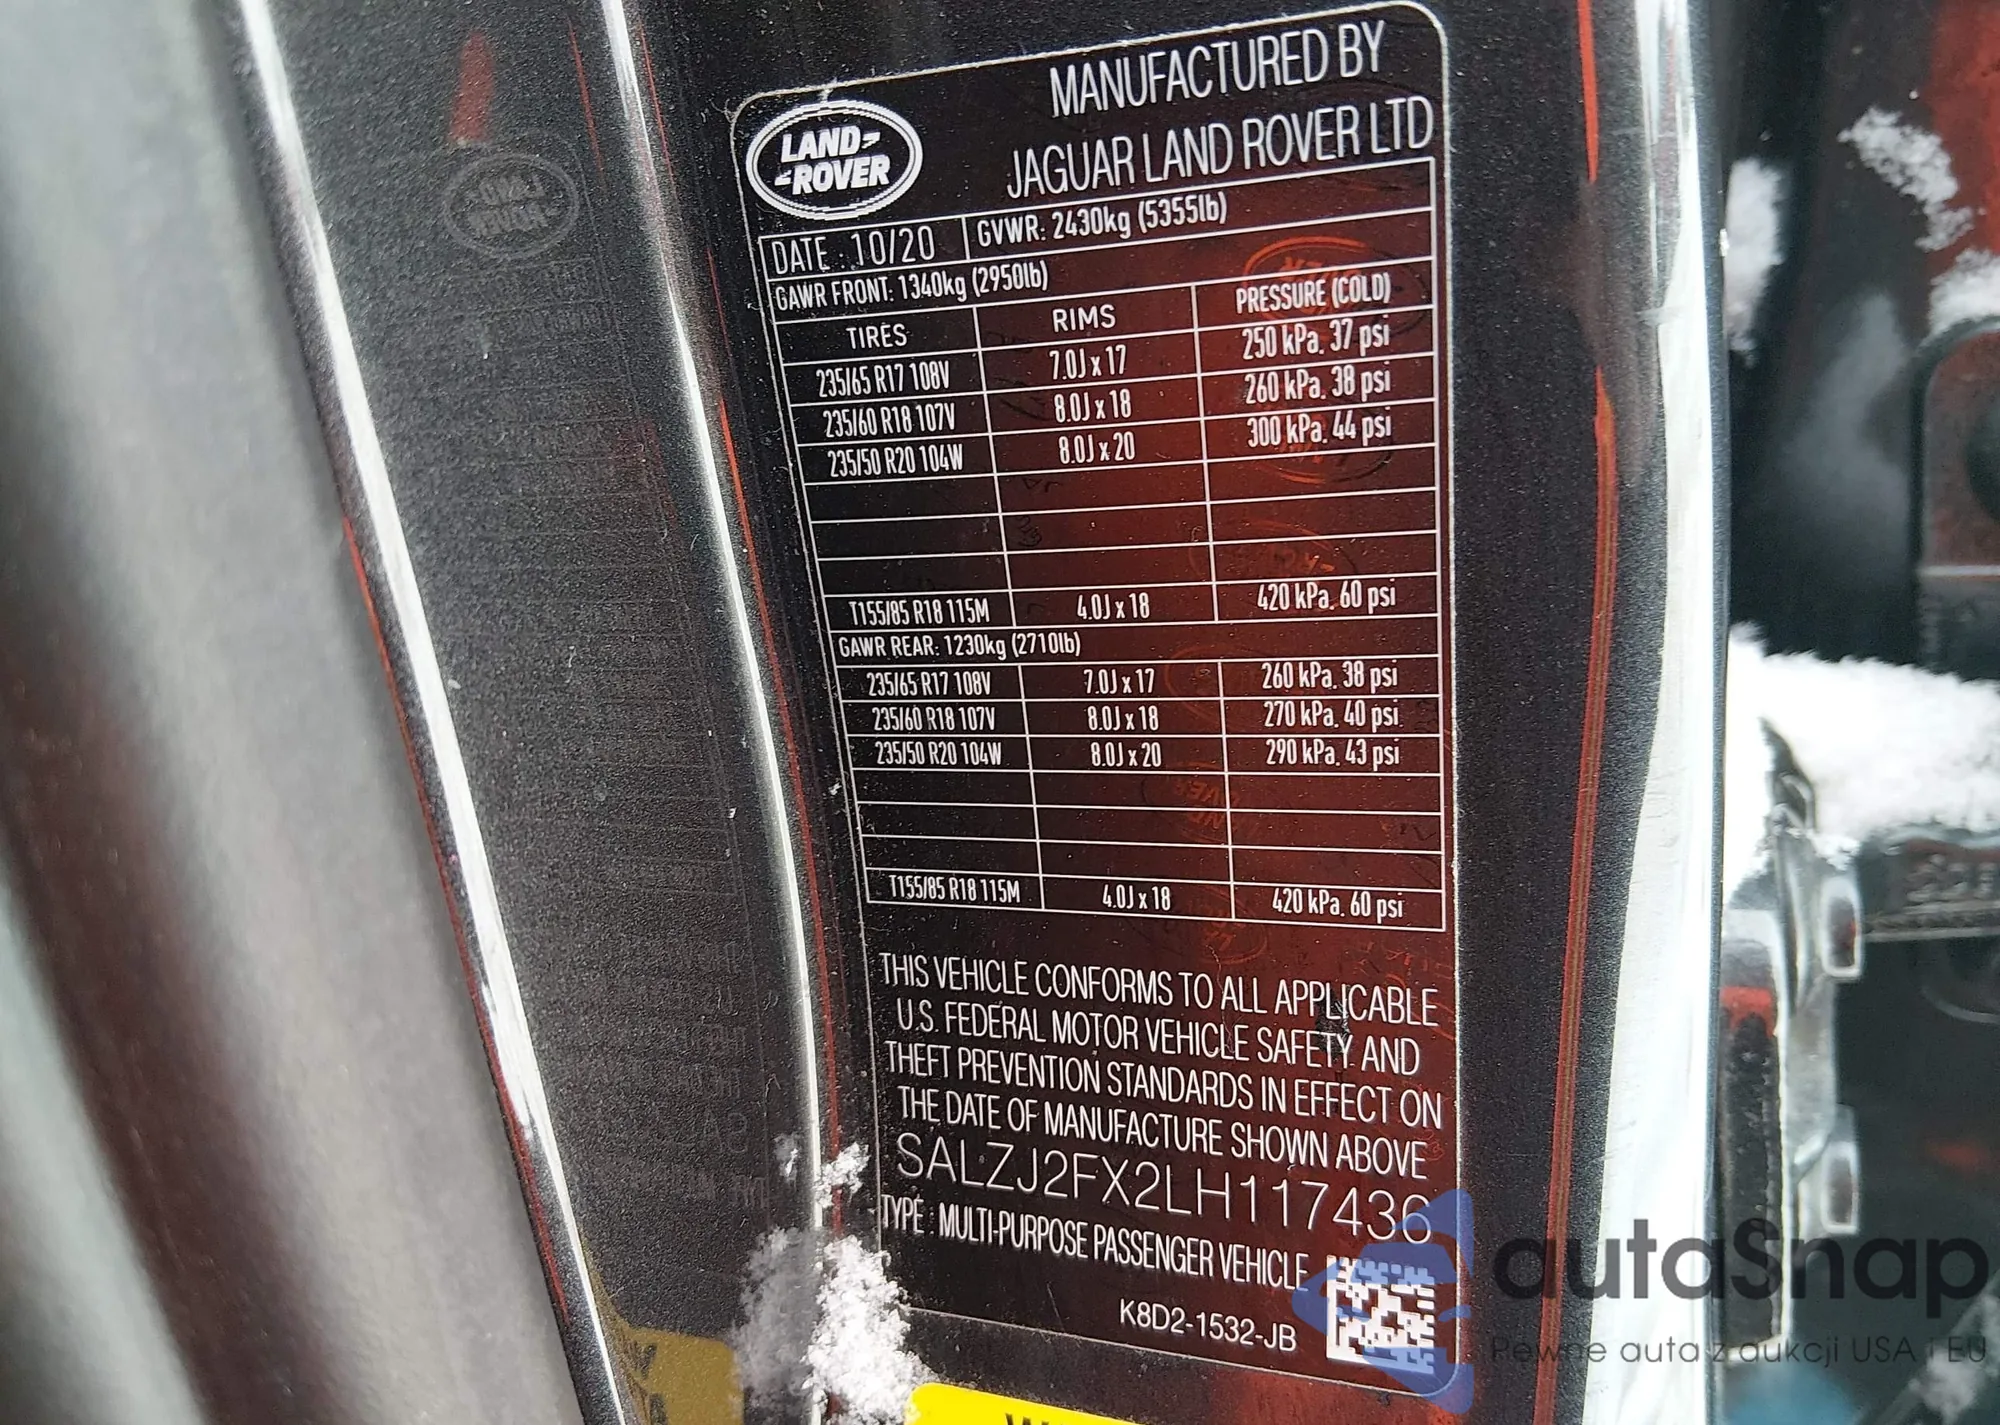 LAND-
-ROVER
MANUFACTURED BY
JAGUAR LAND ROVER LTD
DATE : 10/20 GVWR: 2430kg (5355lb)
GAWR FRONT: 1340kg (2950lb)
TIRES RIMS PRESSURE (COLD)
235/65 R17 108V 7.0J x 17 250 kPa. 37 psi
235/60 R18 107V 8.0J x 18 260 kPa. 38 psi
235/50 R20 104W 8.0J x 20 300 kPa. 44 psi
T155/85 R18 115M 4.0J x 18 420 kPa. 60 psi
GAWR REAR: 1230kg (2710lb)
235/65 R17 108V 7.0J x 17 260 kPa. 38 psi
235/60 R18 107V 8.0J x 18 270 kPa. 40 psi
235/50 R20 104W 8.0J x 20 290 kPa. 43 psi
T155/85 R18 115M 4.0J x 18 420 kPa. 60 psi
THIS VEHICLE CONFORMS TO ALL APPLICABLE
U.S. FEDERAL MOTOR VEHICLE SAFETY AND
THEFT PREVENTION STANDARDS IN EFFECT ON
THE DATE OF MANUFACTURE SHOWN ABOVE
SALZJ2FX2LH117436
TYPE : MULTI-PURPOSE PASSENGER VEHICLE
K8D2-1532-JB
autaSnap
Pewne auta z aukcji USA i EU